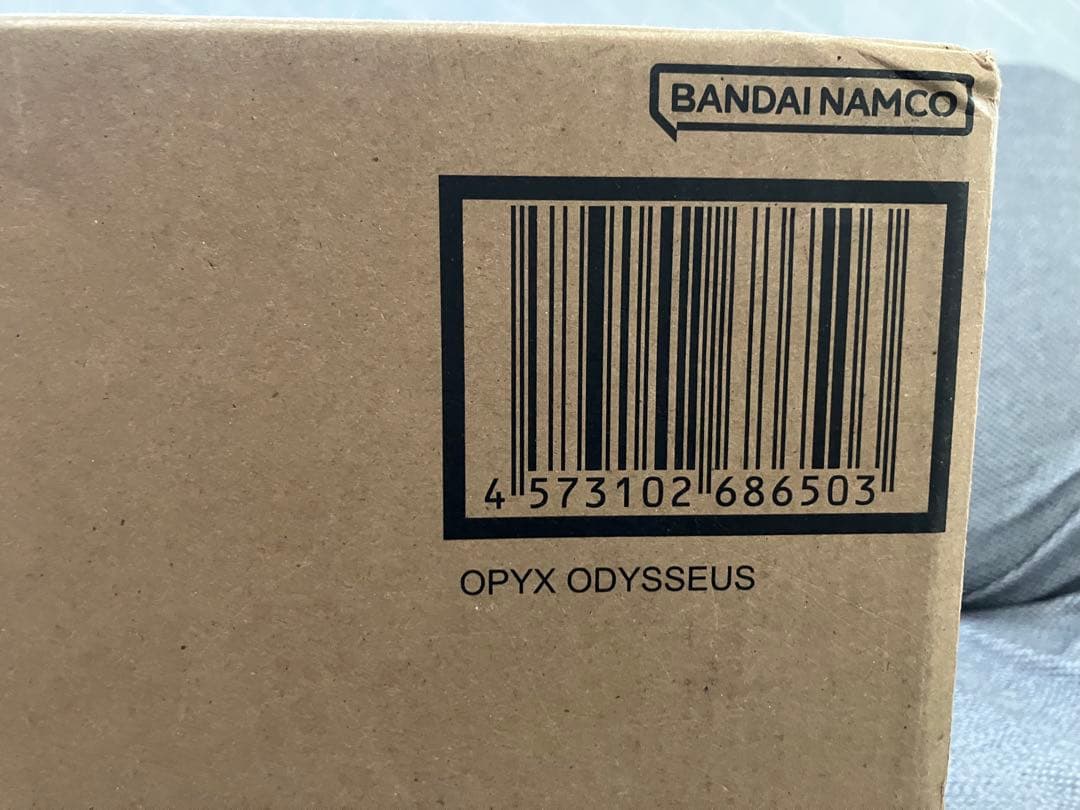 BANDAI NAMCO
4 573102 686503
OPYX ODYSSEUS